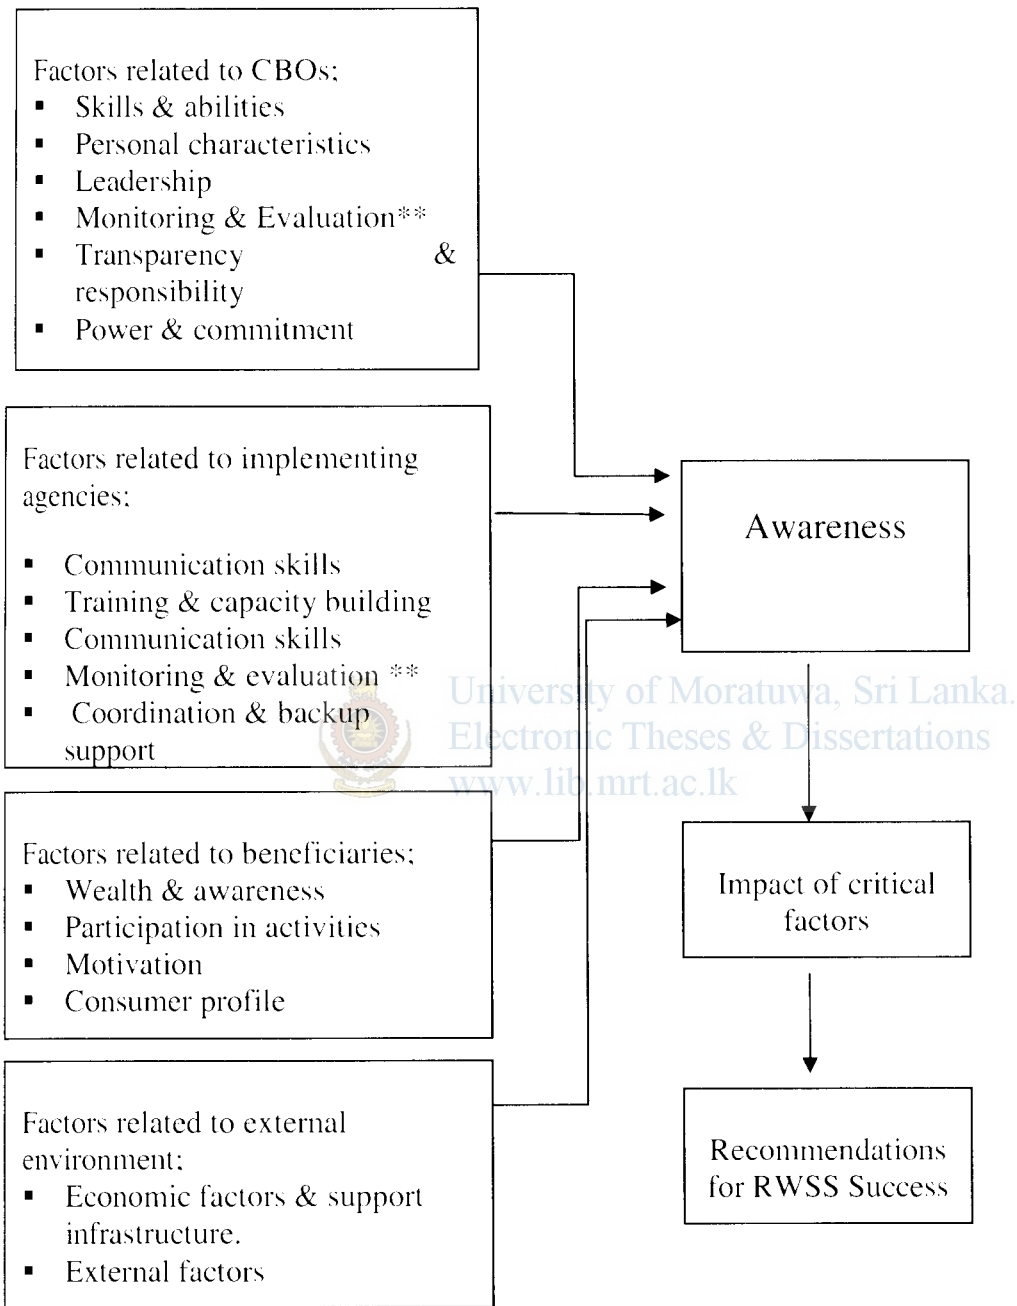 Factors related to CBOs;
▪ Skills & abilities
▪ Personal characteristics
▪ Leadership
▪ Monitoring & Evaluation**
▪ Transparency &
responsibility
▪ Power & commitment
Factors related to implementing
agencies;
▪ Communication skills
▪ Training & capacity building
▪ Communication skills
▪ Monitoring & evaluation **
▪ Coordination & backup
support
Factors related to beneficiaries;
▪ Wealth & awareness
▪ Participation in activities
▪ Motivation
▪ Consumer profile
Factors related to external
environment;
▪ Economic factors & support
infrastructure.
▪ External factors
Awareness
University of Moratuwa, Sri Lanka.
Electronic Theses & Dissertations
www.lib.mrt.ac.lk
Impact of critical
factors
Recommendations
for RWSS Success